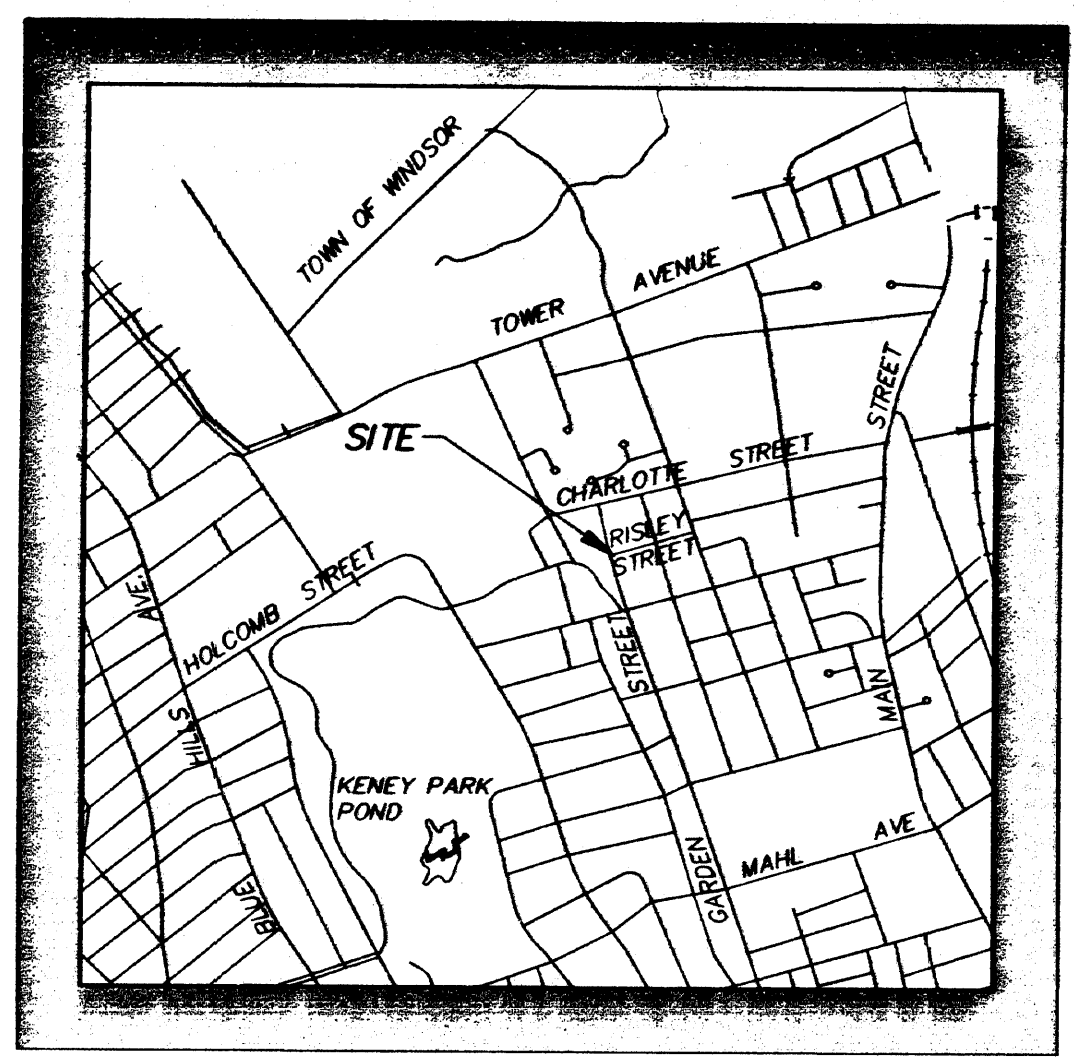 TOWN OF WINDSOR
TOWER AVENUE
SITE
CHARLOTTE STREET
RISLEY
STREET
STREET
HOLCOMB STREET
BLUE HILLS AVE.
GARDEN STREET
MAIN
KENEY PARK
POND
MAHL AVE